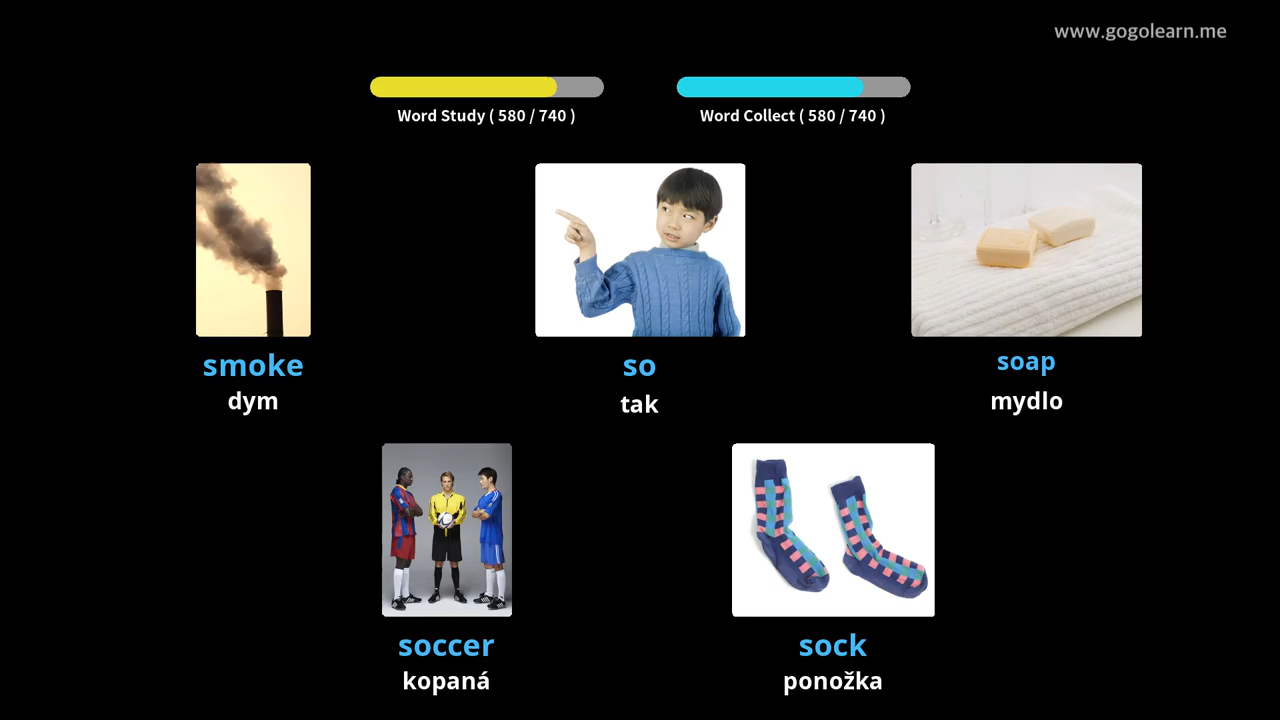 www.gogolearn.me
Word Study ( 580 / 740 )
Word Collect ( 580 / 740 )
smoke
dym
so
tak
soap
mydlo
soccer
kopaná
sock
ponožka